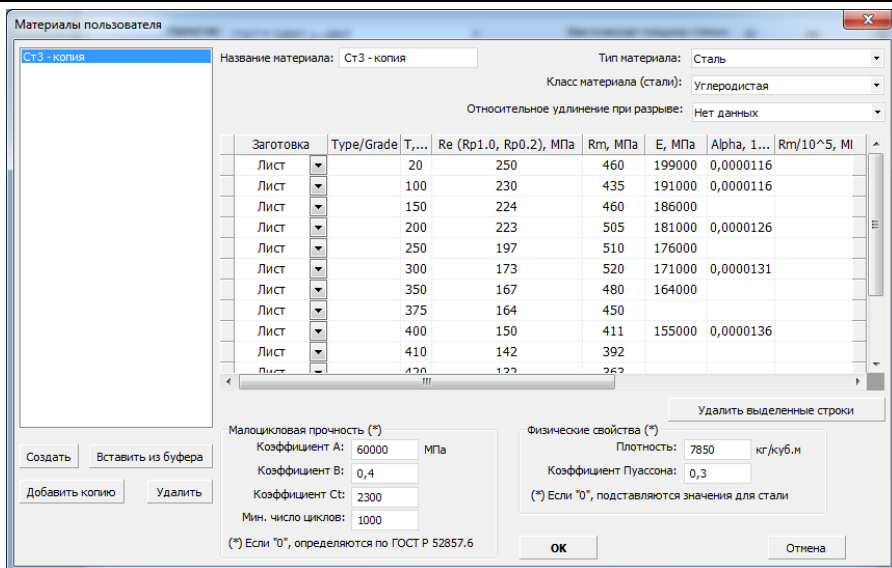 Материалы пользователя
Ст3 - копия
Название материала: Ст3 - копия
Тип материала: Сталь
Класс материала (стали): Углеродистая
Относительное удлинение при разрыве: Нет данных
Заготовка Type/Grade T,... Re (Rp1.0, Rp0.2), МПа Rm, МПа E, МПа Alpha, 1... Rm/10^5, МП
Лист 20 250 460 199000 0,0000116
Лист 100 230 435 191000 0,0000116
Лист 150 224 460 186000
Лист 200 223 505 181000 0,0000126
Лист 250 197 510 176000
Лист 300 173 520 171000 0,0000131
Лист 350 167 480 164000
Лист 375 164 450
Лист 400 150 411 155000 0,0000136
Лист 410 142 392
Лист 420 132 363
Удалить выделенные строки
Малоцикловая прочность (*)
Коэффициент A: 60000 МПа
Коэффициент B: 0,4
Коэффициент Ct: 2300
Мин. число циклов: 1000
(*) Если "0", определяются по ГОСТ Р 52857.6
Физические свойства (*)
Плотность: 7850 кг/куб.м
Коэффициент Пуассона: 0,3
(*) Если "0", подставляются значения для стали
Создать Вставить из буфера
Добавить копию Удалить
OK Отмена